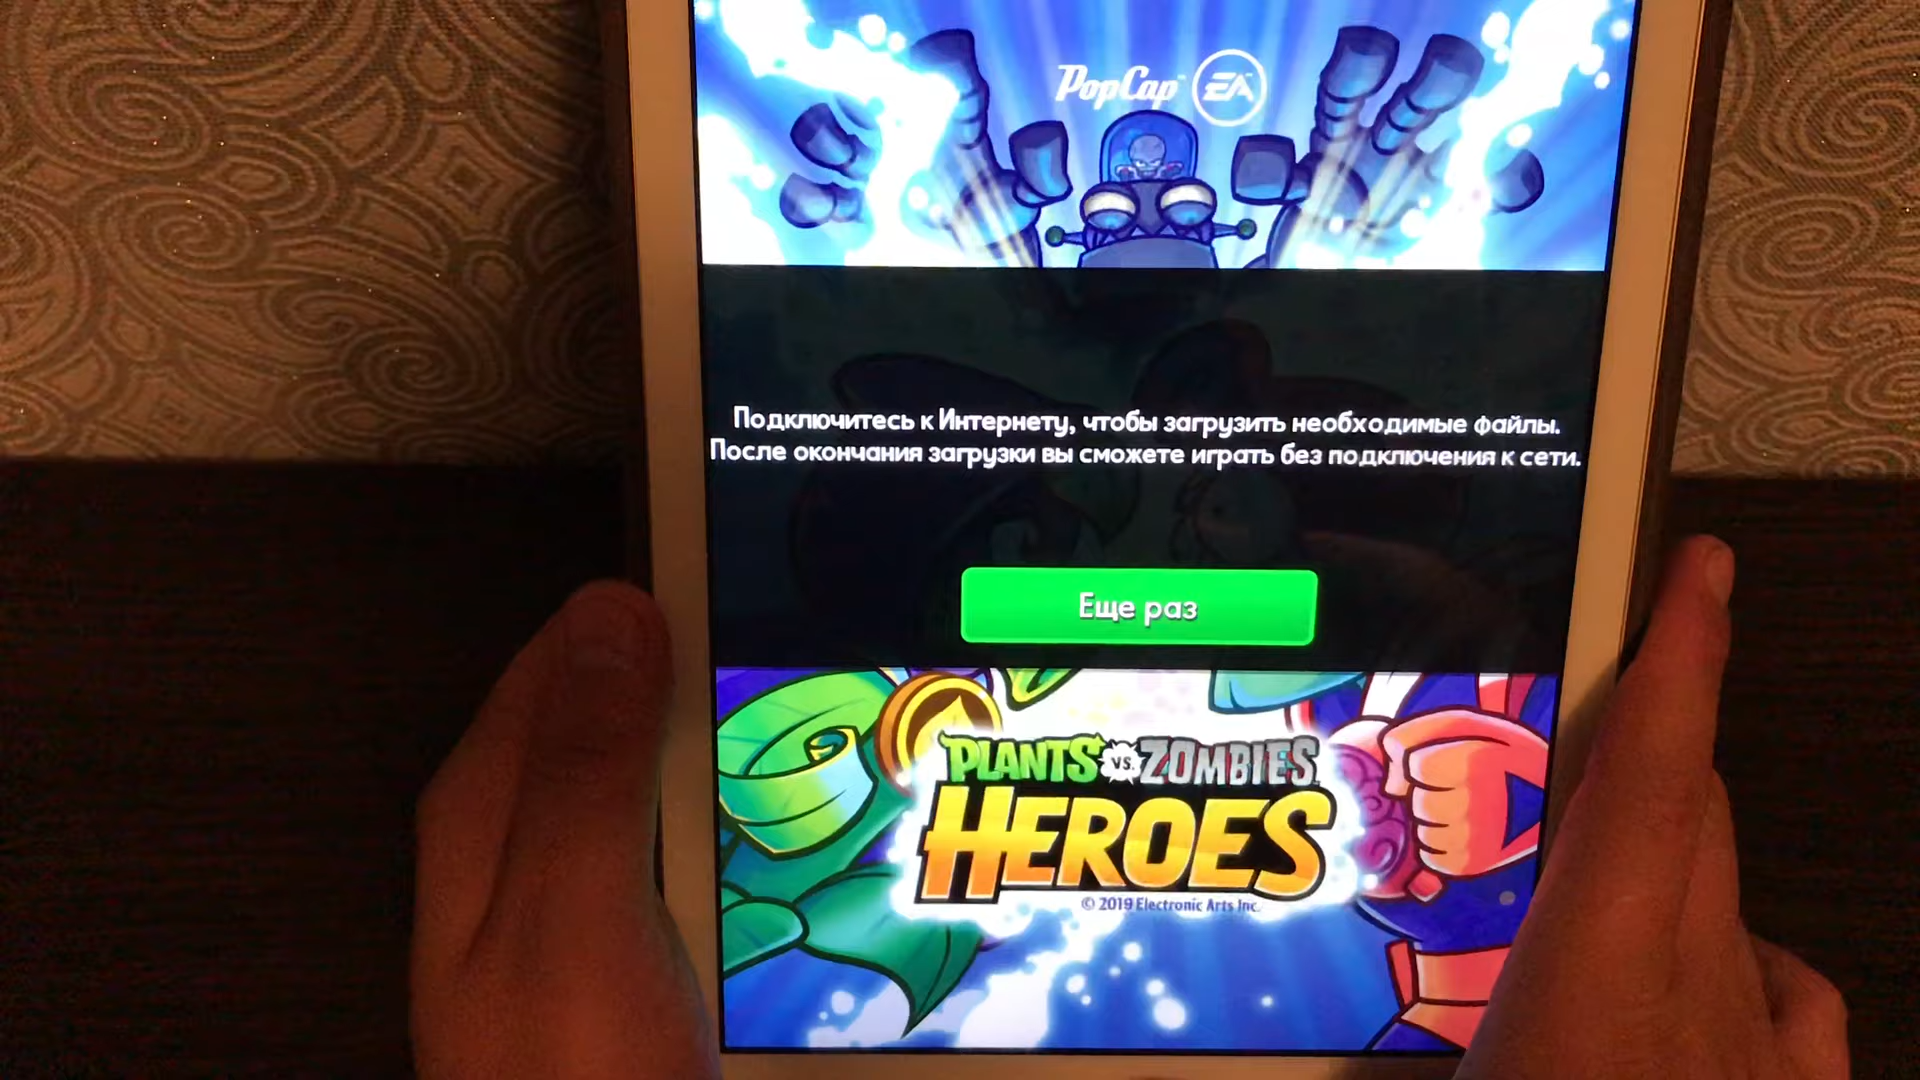 PopCap EA
Подключитесь к Интернету, чтобы загрузить необходимые файлы.
После окончания загрузки вы сможете играть без подключения к сети.
Еще раз
PLANTS VS. ZOMBIES
HEROES
© 2019 Electronic Arts Inc.